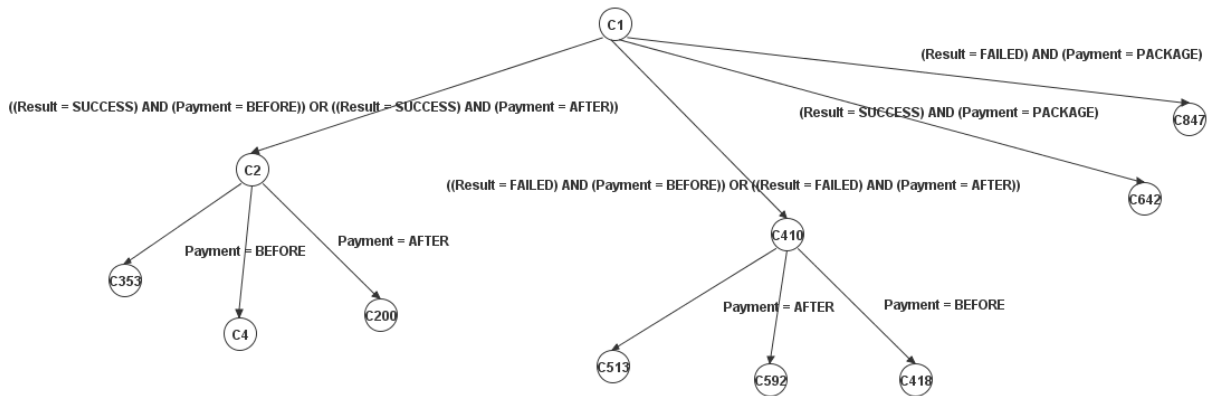 C1
(Result = FAILED) AND (Payment = PACKAGE)
((Result = SUCCESS) AND (Payment = BEFORE)) OR ((Result = SUCCESS) AND (Payment = AFTER))
(Result = SUCCESS) AND (Payment = PACKAGE)
C847
C2
((Result = FAILED) AND (Payment = BEFORE)) OR ((Result = FAILED) AND (Payment = AFTER))
C642
C410
Payment = BEFORE
Payment = AFTER
C353
C4
C200
Payment = AFTER
Payment = BEFORE
C513
C592
C418